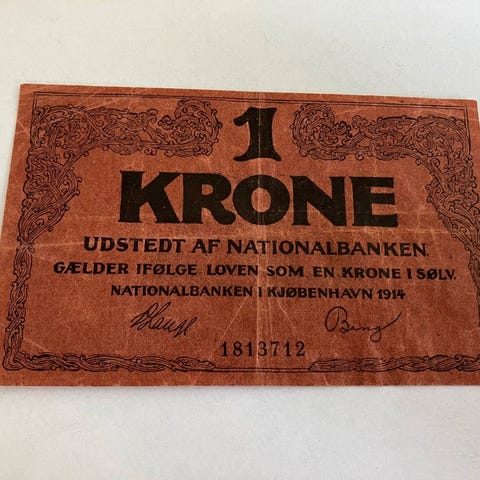 1
KRONE
UDSTEDT AF NATIONALBANKEN.
GÆLDER IFØLGE LOVEN SOM EN KRONE I SØLV.
NATIONALBANKEN I KJØBENHAVN 1914
1813712